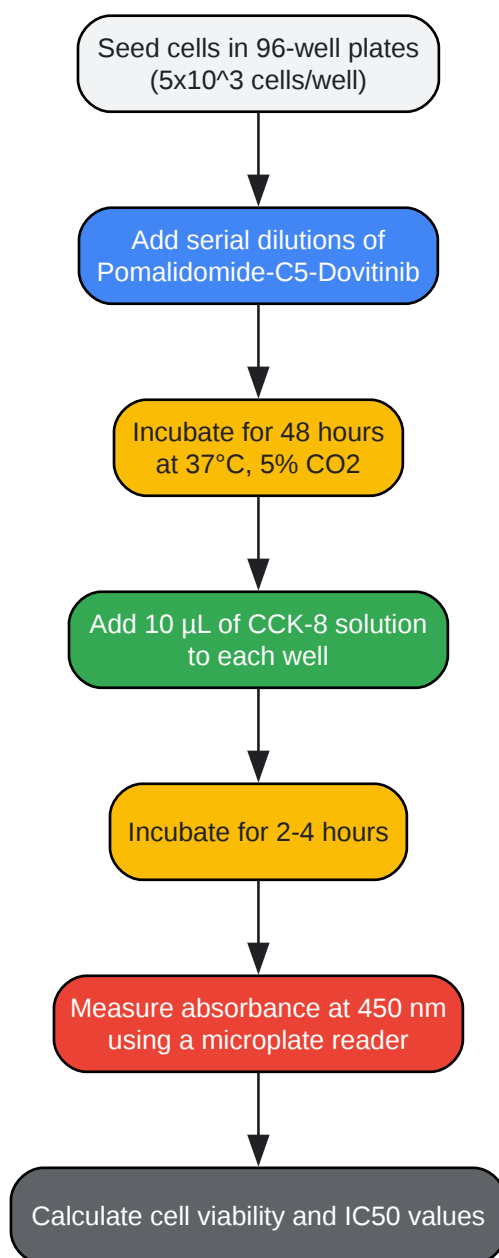 Seed cells in 96-well plates
(5x10^3 cells/well)
Add serial dilutions of
Pomalidomide-C5-Dovitinib
Incubate for 48 hours
at 37°C, 5% CO2
Add 10 µL of CCK-8 solution
to each well
Incubate for 2-4 hours
Measure absorbance at 450 nm
using a microplate reader
Calculate cell viability and IC50 values